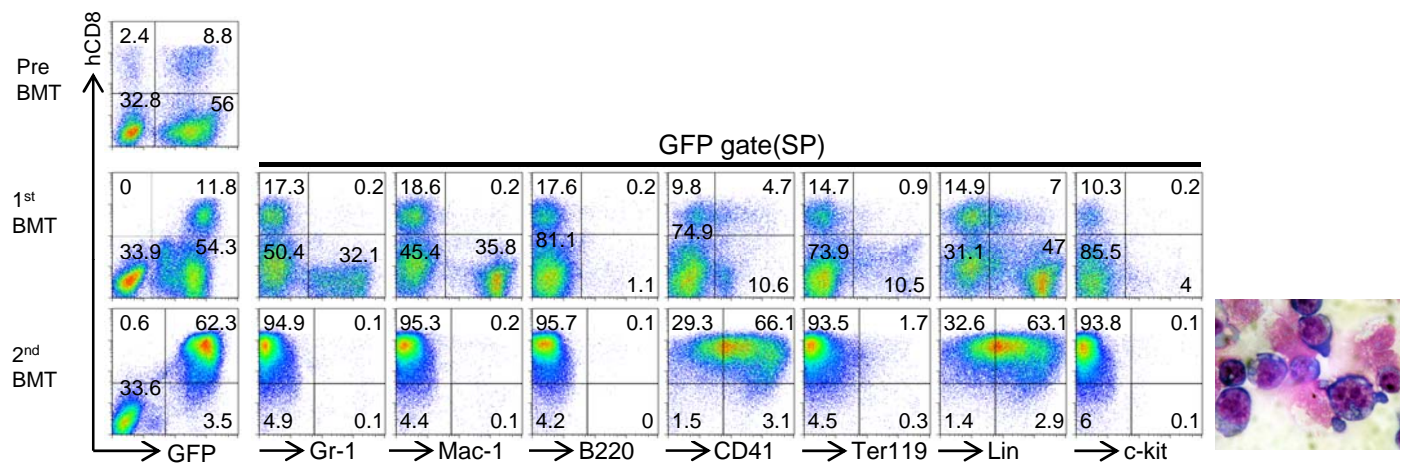 hCD8
Pre BMT
2.4 8.8
32.8 56
GFP gate(SP)
1st BMT
0 11.8 17.3 0.2 18.6 0.2 17.6 0.2 9.8 4.7 14.7 0.9 14.9 7 10.3 0.2
33.9 54.3 50.4 32.1 45.4 35.8 81.1 1.1 74.9 10.6 73.9 10.5 31.1 47 85.5 4
2nd BMT
0.6 62.3 94.9 0.1 95.3 0.2 95.7 0.1 29.3 66.1 93.5 1.7 32.6 63.1 93.8 0.1
33.6 3.5 4.9 0.1 4.4 0.1 4.2 0 1.5 3.1 4.5 0.3 1.4 2.9 6 0.1
GFP Gr-1 Mac-1 B220 CD41 Ter119 Lin c-kit